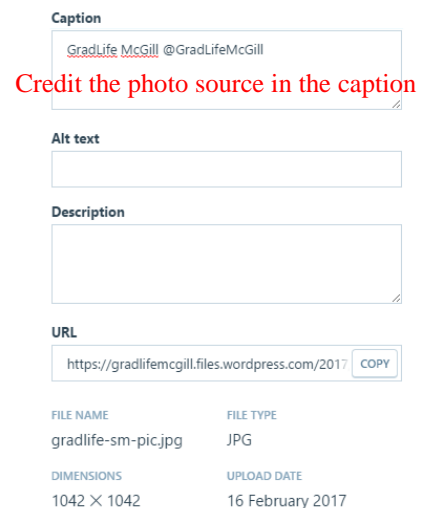 Caption
GradLife McGill @GradLifeMcGill
Credit the photo source in the caption
Alt text
Description
URL
https://gradlifemcgill.files.wordpress.com/2017 COPY
FILE NAME FILE TYPE
gradlife-sm-pic.jpg JPG
DIMENSIONS UPLOAD DATE
1042 × 1042 16 February 2017